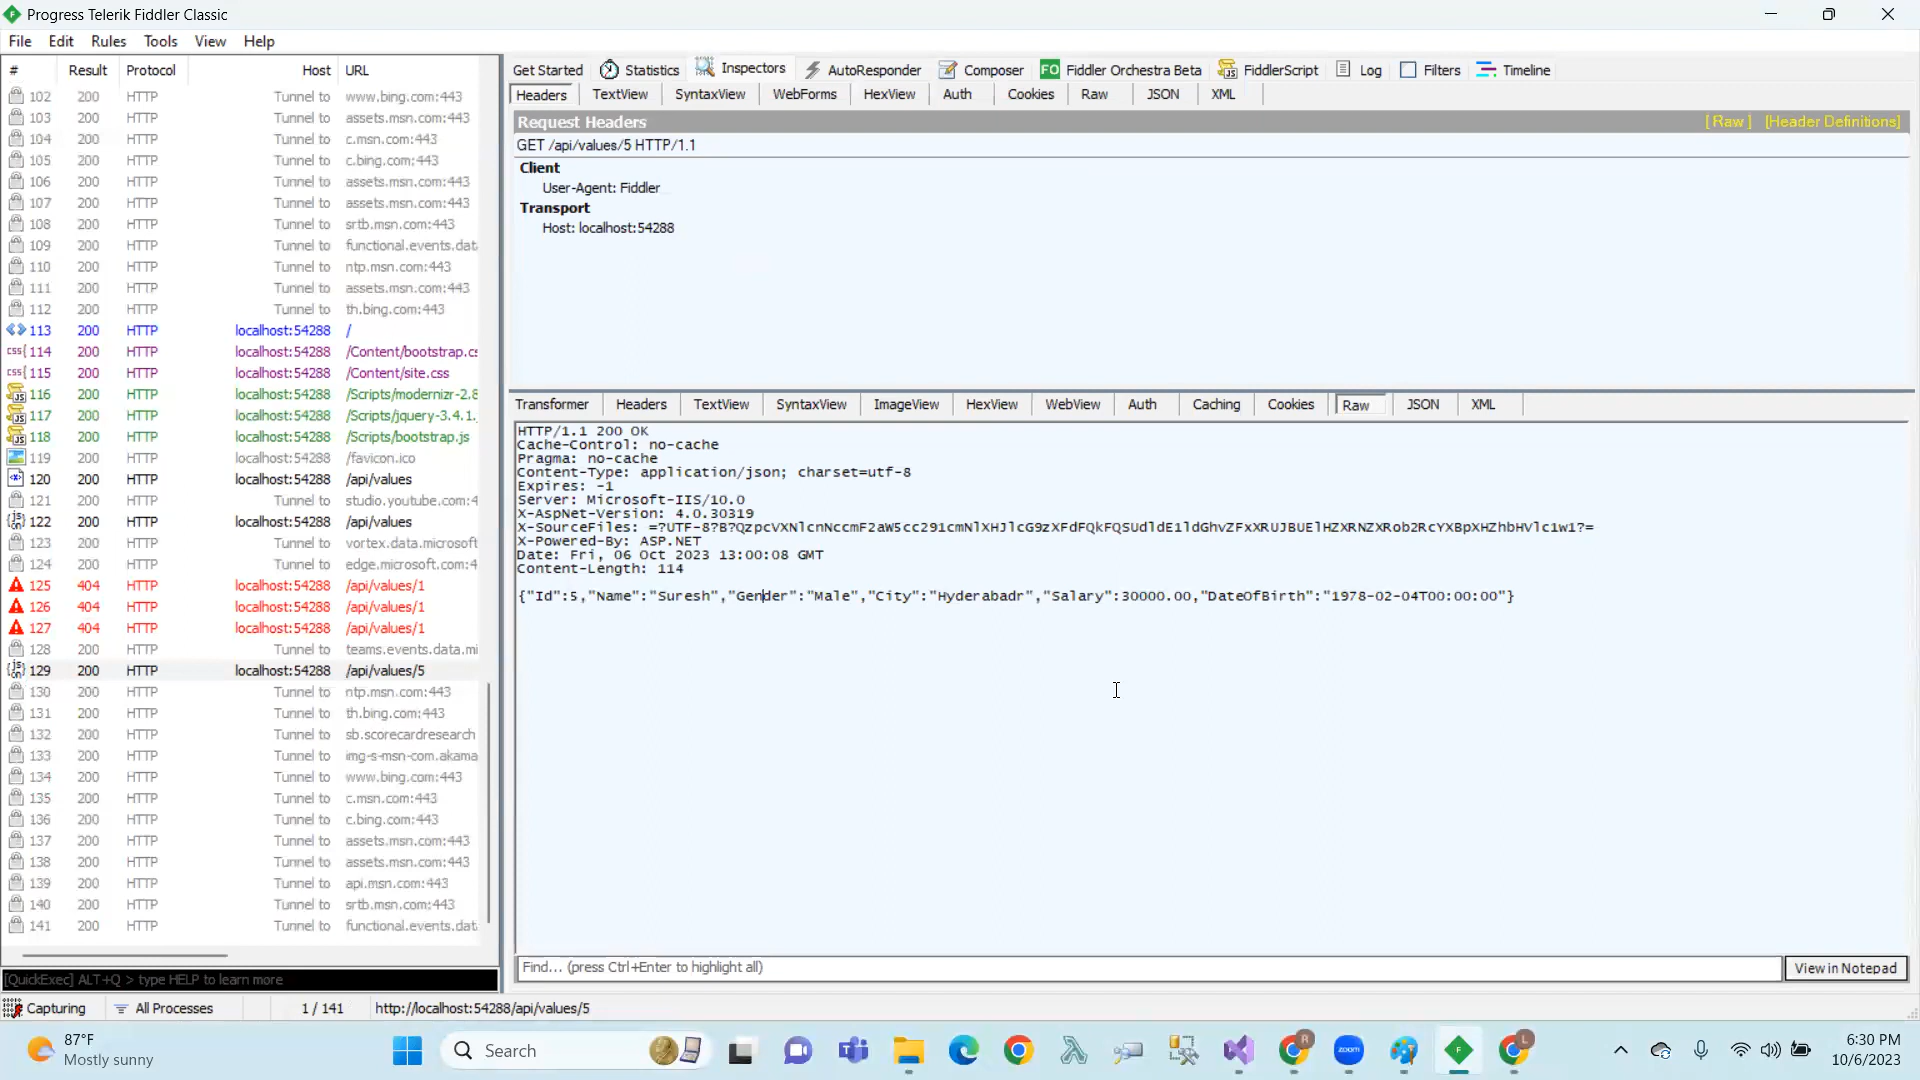 Progress Telerik Fiddler Classic
File Edit Rules Tools View Help
# Result Protocol Host URL
102 200 HTTP Tunnel to www.bing.com:443
103 200 HTTP Tunnel to assets.msn.com:443
104 200 HTTP Tunnel to c.msn.com:443
105 200 HTTP Tunnel to c.bing.com:443
106 200 HTTP Tunnel to assets.msn.com:443
107 200 HTTP Tunnel to assets.msn.com:443
108 200 HTTP Tunnel to srtb.msn.com:443
109 200 HTTP Tunnel to functional.events.dat
110 200 HTTP Tunnel to ntp.msn.com:443
111 200 HTTP Tunnel to assets.msn.com:443
112 200 HTTP Tunnel to th.bing.com:443
113 200 HTTP localhost:54288 /
114 200 HTTP localhost:54288 /Content/bootstrap.cs
115 200 HTTP localhost:54288 /Content/site.css
116 200 HTTP localhost:54288 /Scripts/modernizr-2.8
117 200 HTTP localhost:54288 /Scripts/jquery-3.4.1.
118 200 HTTP localhost:54288 /Scripts/bootstrap.js
119 200 HTTP localhost:54288 /favicon.ico
120 200 HTTP localhost:54288 /api/values
121 200 HTTP Tunnel to studio.youtube.com:4
122 200 HTTP localhost:54288 /api/values
123 200 HTTP Tunnel to vortex.data.microsoft
124 200 HTTP Tunnel to edge.microsoft.com:4
125 404 HTTP localhost:54288 /api/values/1
126 404 HTTP localhost:54288 /api/values/1
127 404 HTTP localhost:54288 /api/values/1
128 200 HTTP Tunnel to teams.events.data.mi
129 200 HTTP localhost:54288 /api/values/5
130 200 HTTP Tunnel to ntp.msn.com:443
131 200 HTTP Tunnel to th.bing.com:443
132 200 HTTP Tunnel to sb.scorecardresearch
133 200 HTTP Tunnel to img-s-msn-com.akama
134 200 HTTP Tunnel to www.bing.com:443
135 200 HTTP Tunnel to c.msn.com:443
136 200 HTTP Tunnel to c.bing.com:443
137 200 HTTP Tunnel to assets.msn.com:443
138 200 HTTP Tunnel to assets.msn.com:443
139 200 HTTP Tunnel to api.msn.com:443
140 200 HTTP Tunnel to srtb.msn.com:443
141 200 HTTP Tunnel to functional.events.dat
[QuickExec] ALT+Q > type HELP to learn more
Get Started Statistics Inspectors AutoResponder Composer FO Fiddler Orchestra Beta FiddlerScript Log Filters Timeline
Headers TextView SyntaxView WebForms HexView Auth Cookies Raw JSON XML
Request Headers [ Raw ] [Header Definitions]
GET /api/values/5 HTTP/1.1
Client
User-Agent: Fiddler
Transport
Host: localhost:54288
Transformer Headers TextView SyntaxView ImageView HexView WebView Auth Caching Cookies Raw JSON XML
HTTP/1.1 200 OK
Cache-Control: no-cache
Pragma: no-cache
Content-Type: application/json; charset=utf-8
Expires: -1
Server: Microsoft-IIS/10.0
X-AspNet-Version: 4.0.30319
X-SourceFiles:
X-Powered-By: ASP.NET
Date: Fri, 06 Oct 2023 13:00:08 GMT
Content-Length: 114
{"Id":5,"Name":"Suresh","Gender":"Male","City":"Hyderabadr","Salary":30000.00,"DateOfBirth":"1978-02-04T00:00:00"}
Find... (press Ctrl+Enter to highlight all) View in Notepad
Capturing All Processes 1 / 141 http://localhost:54288/api/values/5
87°F
Mostly sunny
Search
zoom
6:30 PM
10/6/2023